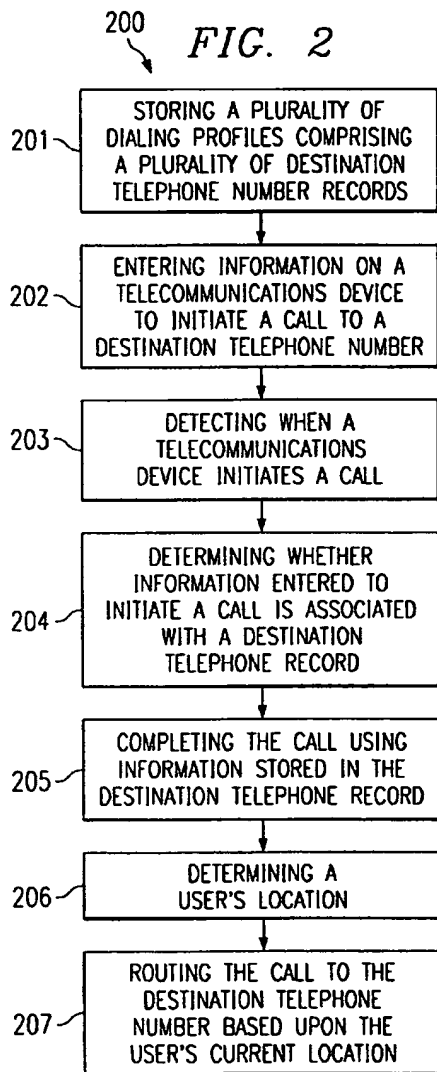 200
FIG. 2
201
STORING A PLURALITY OF
DIALING PROFILES COMPRISING
A PLURALITY OF DESTINATION
TELEPHONE NUMBER RECORDS
202
ENTERING INFORMATION ON A
TELECOMMUNICATIONS DEVICE
TO INITIATE A CALL TO A
DESTINATION TELEPHONE NUMBER
203
DETECTING WHEN A
TELECOMMUNICATIONS
DEVICE INITIATES A CALL
204
DETERMINING WHETHER
INFORMATION ENTERED TO
INITIATE A CALL IS ASSOCIATED
WITH A DESTINATION
TELEPHONE RECORD
205
COMPLETING THE CALL USING
INFORMATION STORED IN THE
DESTINATION TELEPHONE RECORD
206
DETERMINING A
USER'S LOCATION
207
ROUTING THE CALL TO THE
DESTINATION TELEPHONE
NUMBER BASED UPON THE
USER'S CURRENT LOCATION